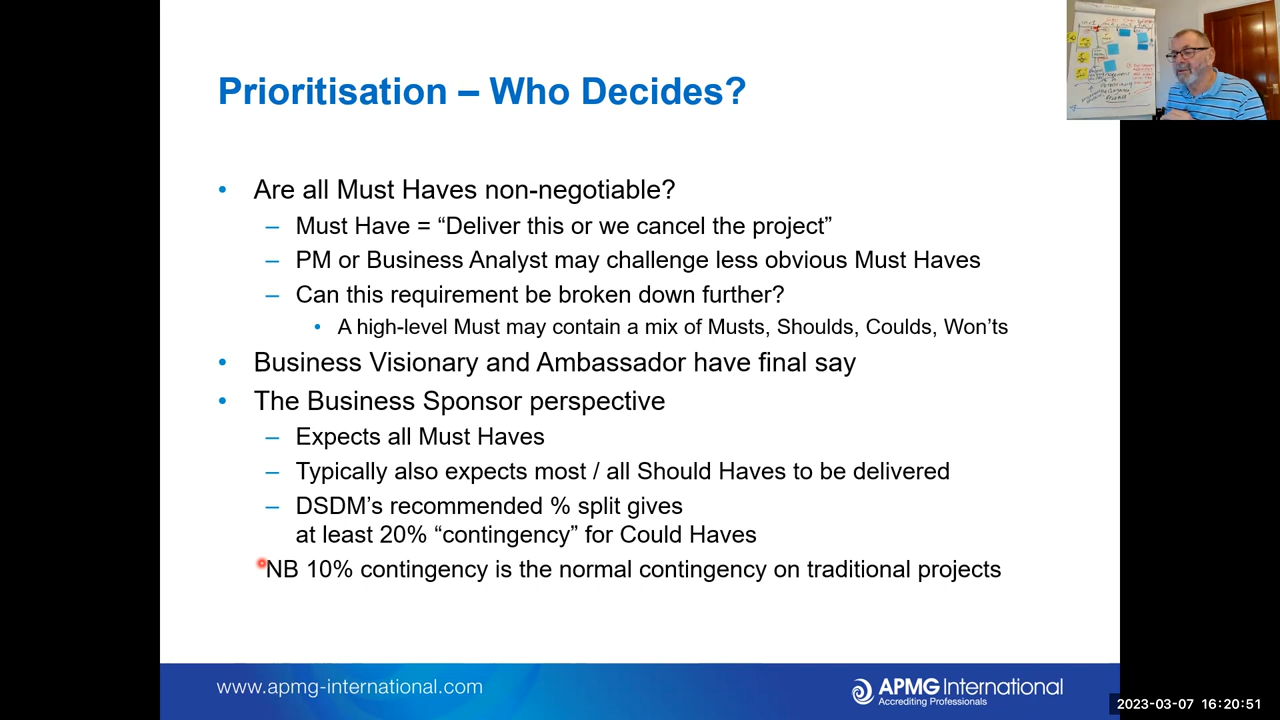 Prioritisation – Who Decides?
• Are all Must Haves non-negotiable?
– Must Have = “Deliver this or we cancel the project”
– PM or Business Analyst may challenge less obvious Must Haves
– Can this requirement be broken down further?
• A high-level Must may contain a mix of Musts, Shoulds, Coulds, Won’ts
• Business Visionary and Ambassador have final say
• The Business Sponsor perspective
– Expects all Must Haves
– Typically also expects most / all Should Haves to be delivered
– DSDM’s recommended % split gives
at least 20% “contingency” for Could Haves
NB 10% contingency is the normal contingency on traditional projects
www.apmg-international.com
APMG International
Accrediting Professionals
2023-03-07 16:20:51